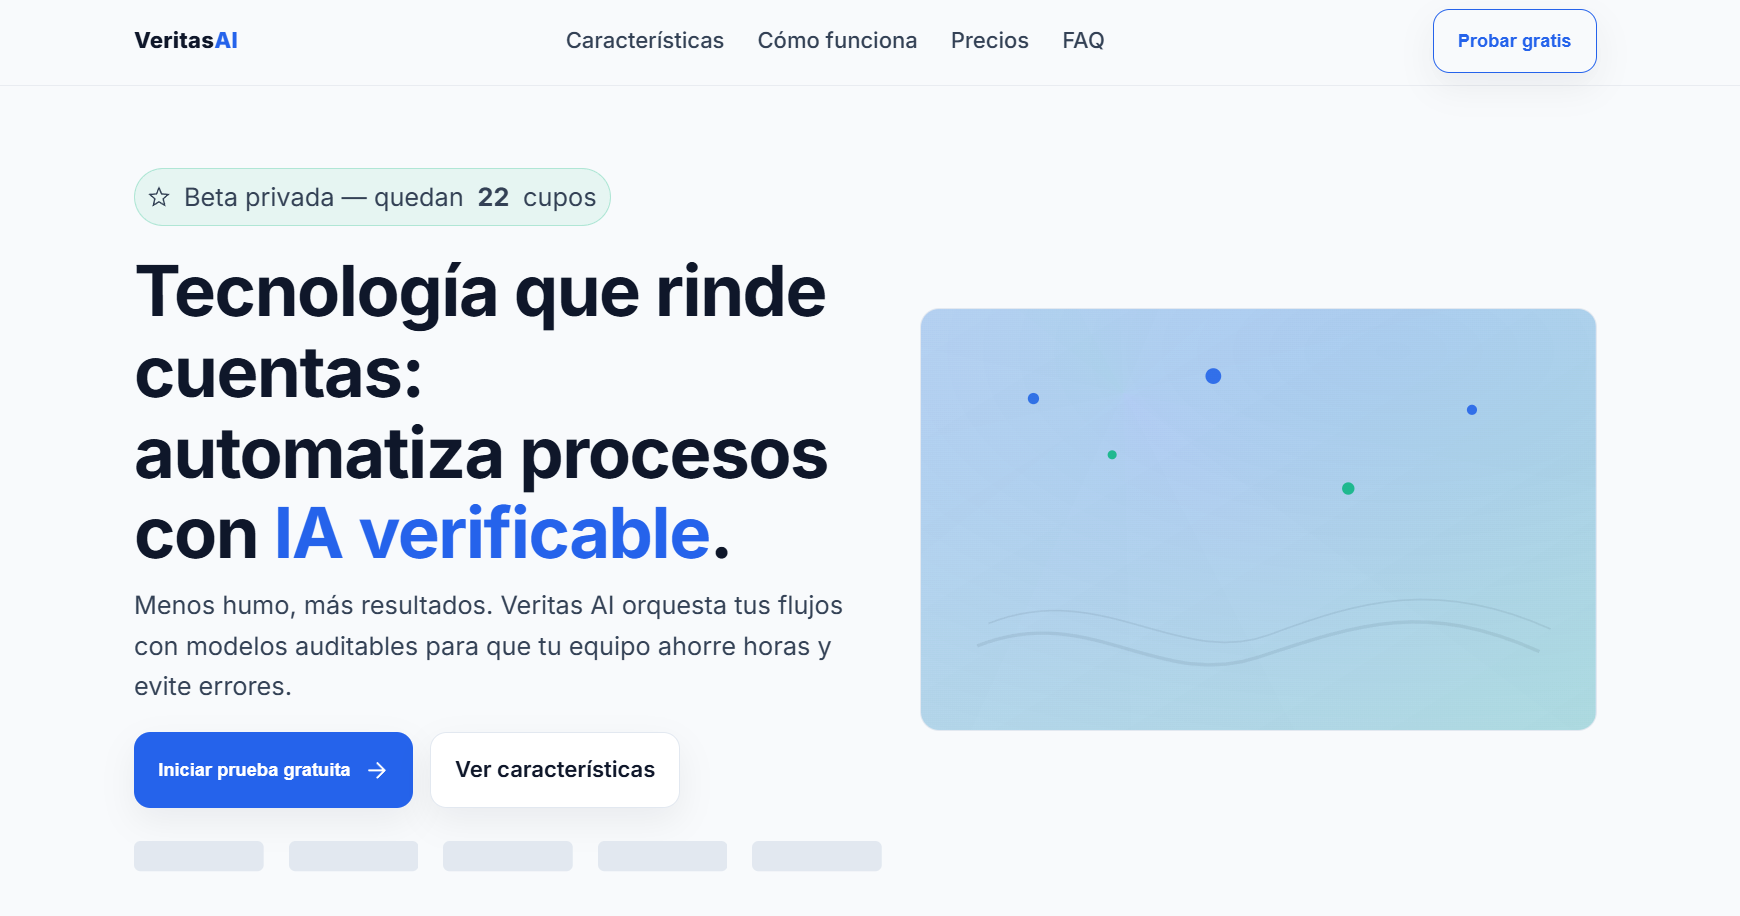 VeritasAI
Características Cómo funciona Precios FAQ
Probar gratis
Beta privada — quedan 22 cupos
Tecnología que rinde
cuentas:
automatiza procesos
con IA verificable.
Menos humo, más resultados. Veritas AI orquesta tus flujos
con modelos auditables para que tu equipo ahorre horas y
evite errores.
Iniciar prueba gratuita
Ver características